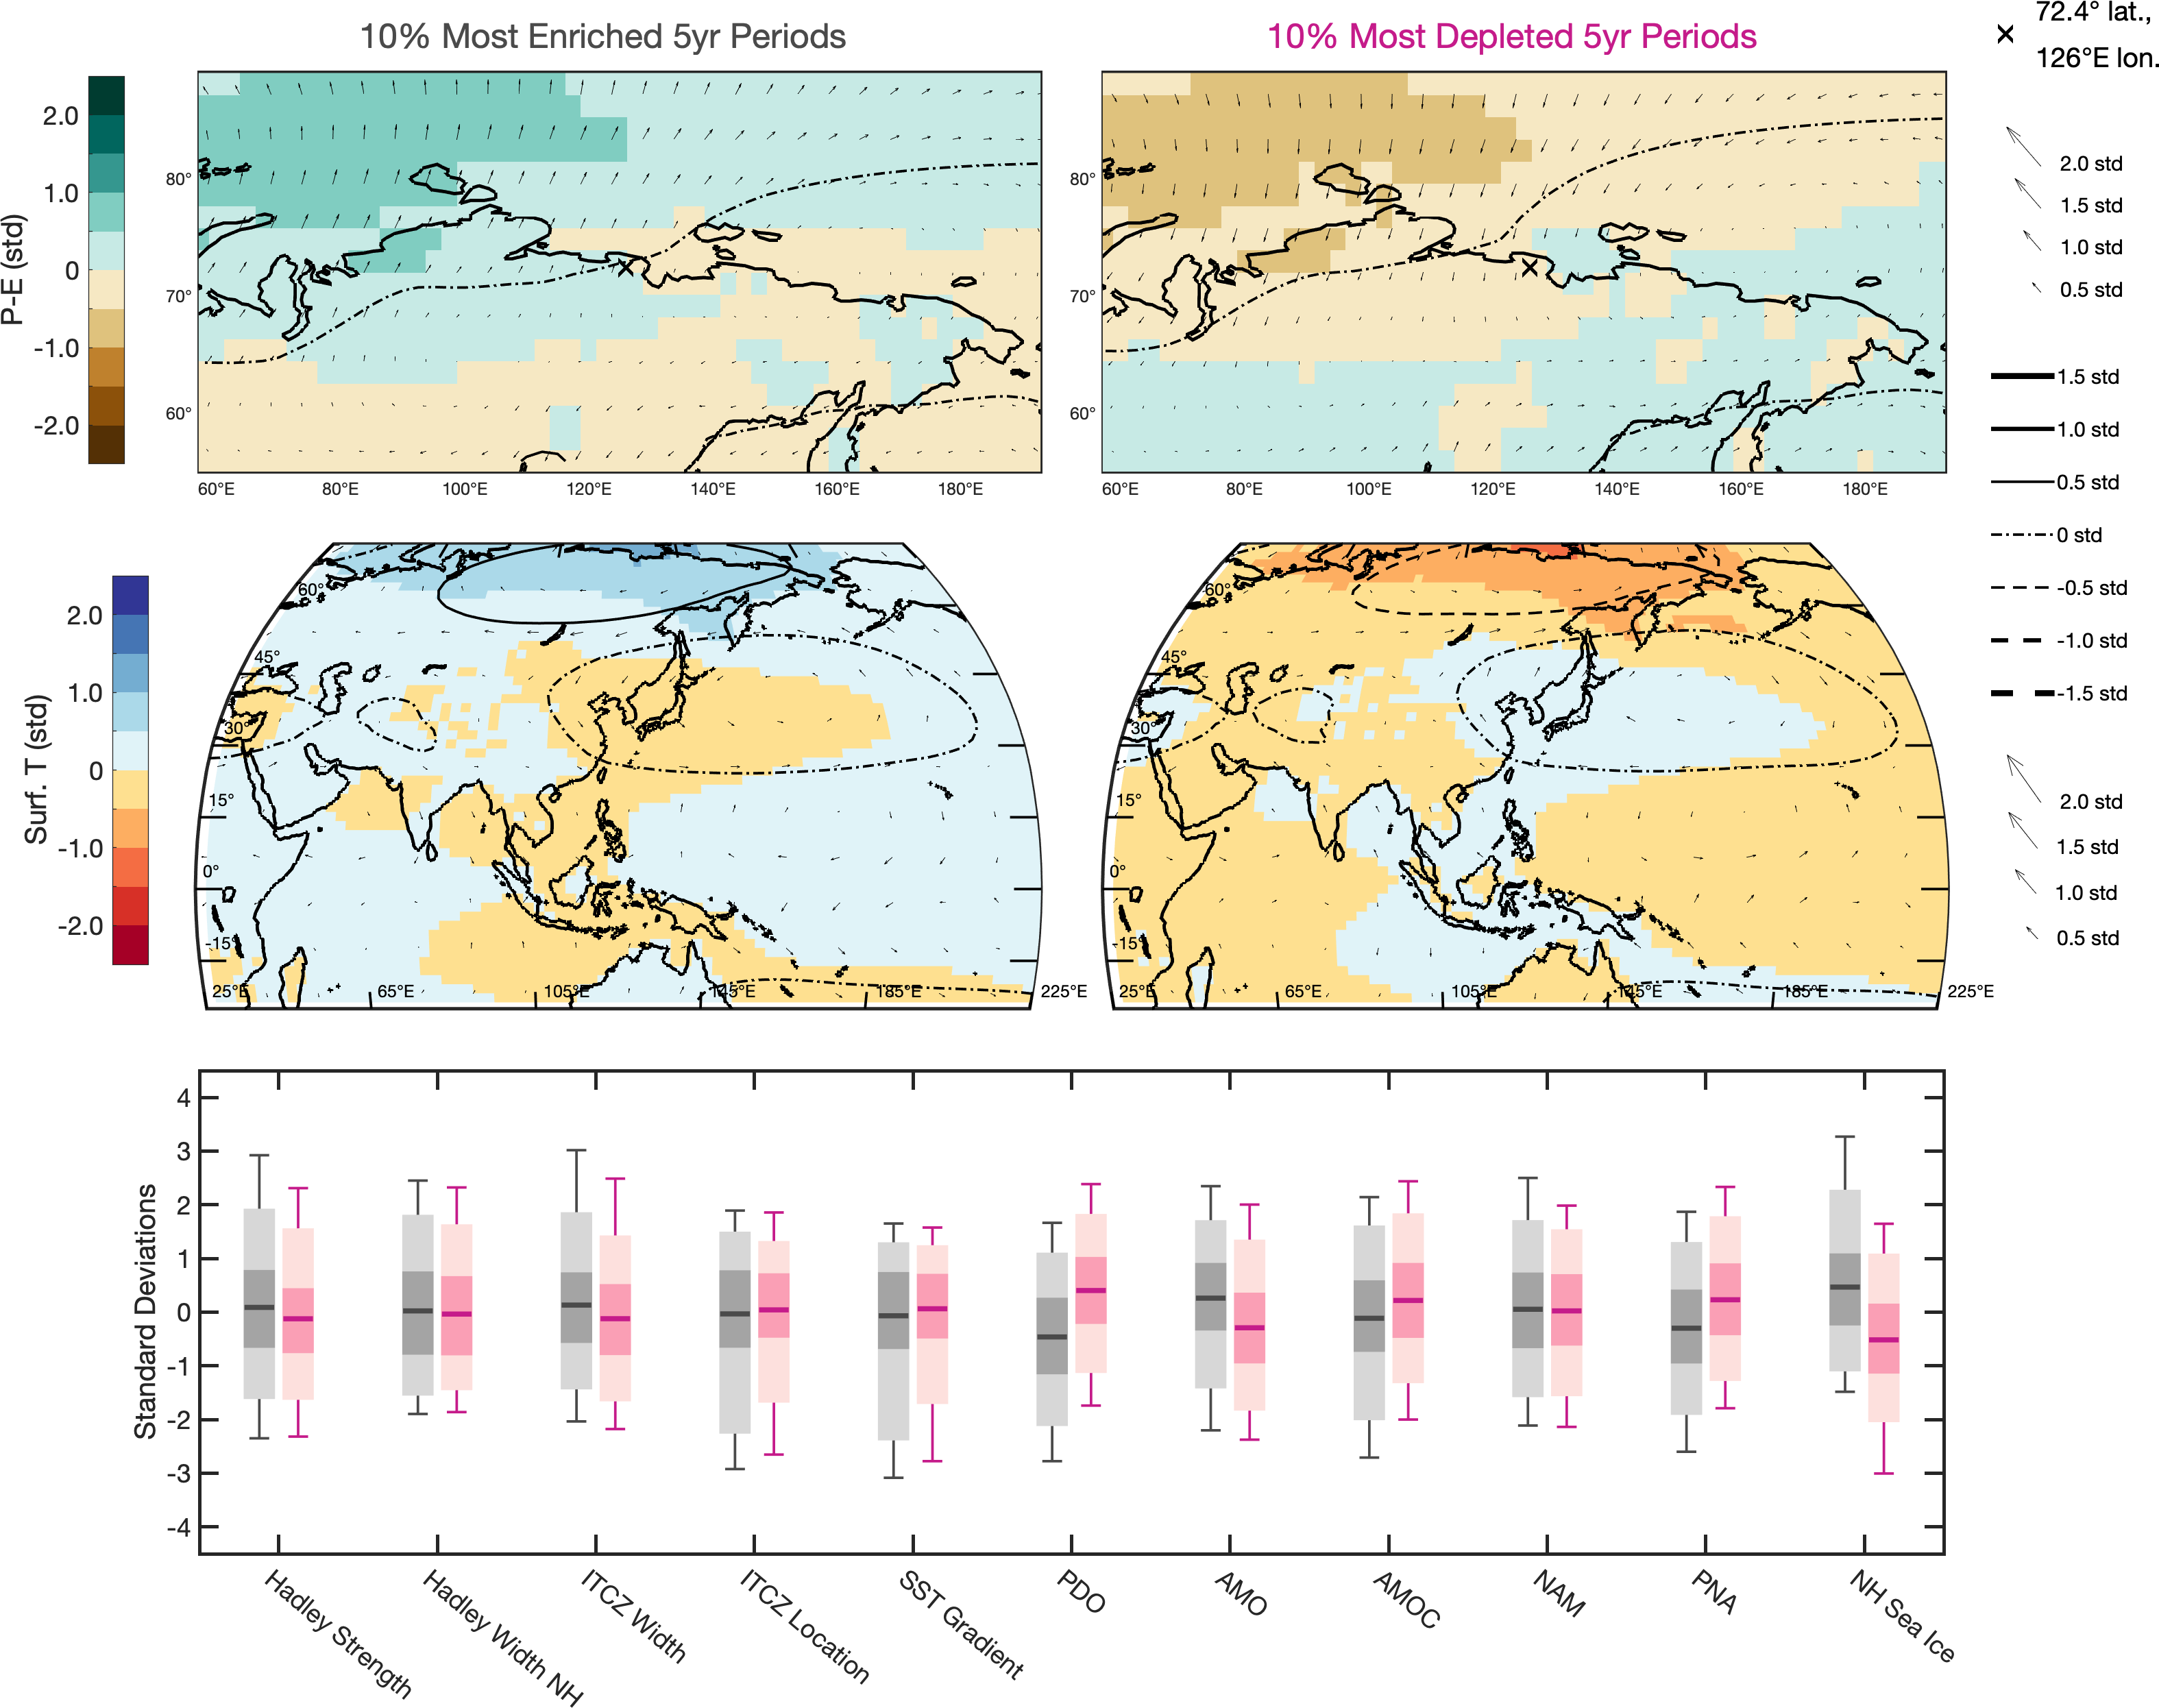 10% Most Enriched 5yr Periods
10% Most Depleted 5yr Periods
72.4° lat.,
126°E lon.
P-E (std)
2.0
1.0
0
-1.0
-2.0
80°
70°
60°
60°E 80°E 100°E 120°E 140°E 160°E 180°E
80°
70°
60°
60°E 80°E 100°E 120°E 140°E 160°E 180°E
2.0 std
1.5 std
1.0 std
0.5 std
1.5 std
1.0 std
0.5 std
0 std
-0.5 std
-1.0 std
-1.5 std
Surf. T (std)
2.0
1.0
0
-1.0
-2.0
60°
45°
30°
15°
0°
-15°
25°E 65°E 105°E 145°E 185°E 225°E
60°
45°
30°
15°
0°
-15°
25°E 65°E 105°E 145°E 185°E 225°E
2.0 std
1.5 std
1.0 std
0.5 std
Standard Deviations
4
3
2
1
0
-1
-2
-3
-4
Hadley Strength
Hadley Width NH
ITCZ Width
ITCZ Location
SST Gradient
PDO
AMO
AMOC
NAM
PNA
NH Sea Ice